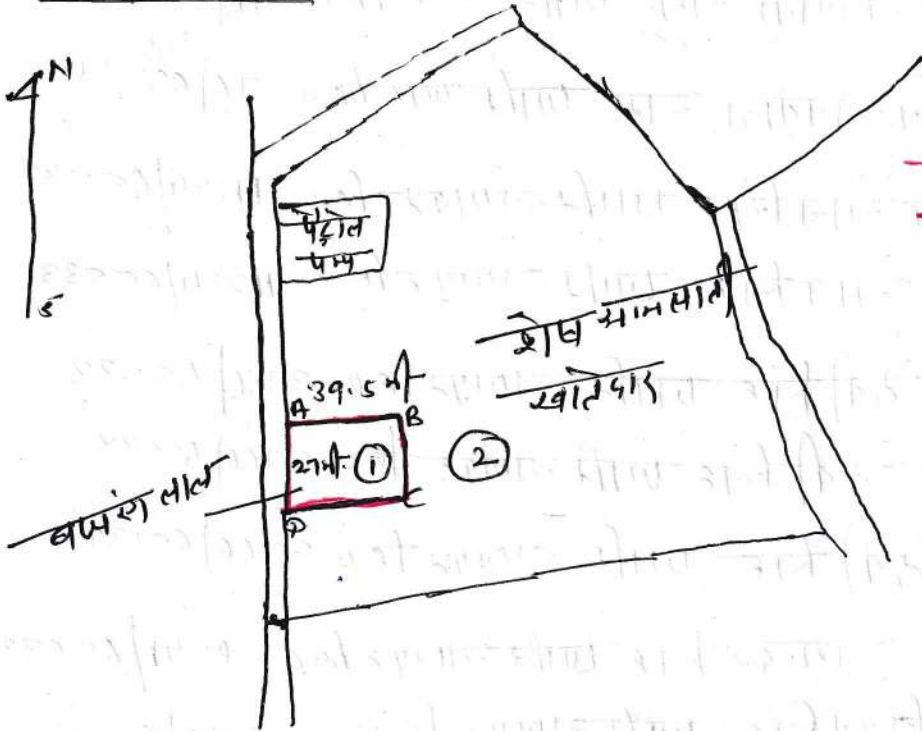 N
S
पेट्रोल
पम्प
शेष शामलाती
खातेदार
A 39.5 मी
B
27मी. ①
②
C
D
बजरंग लाल